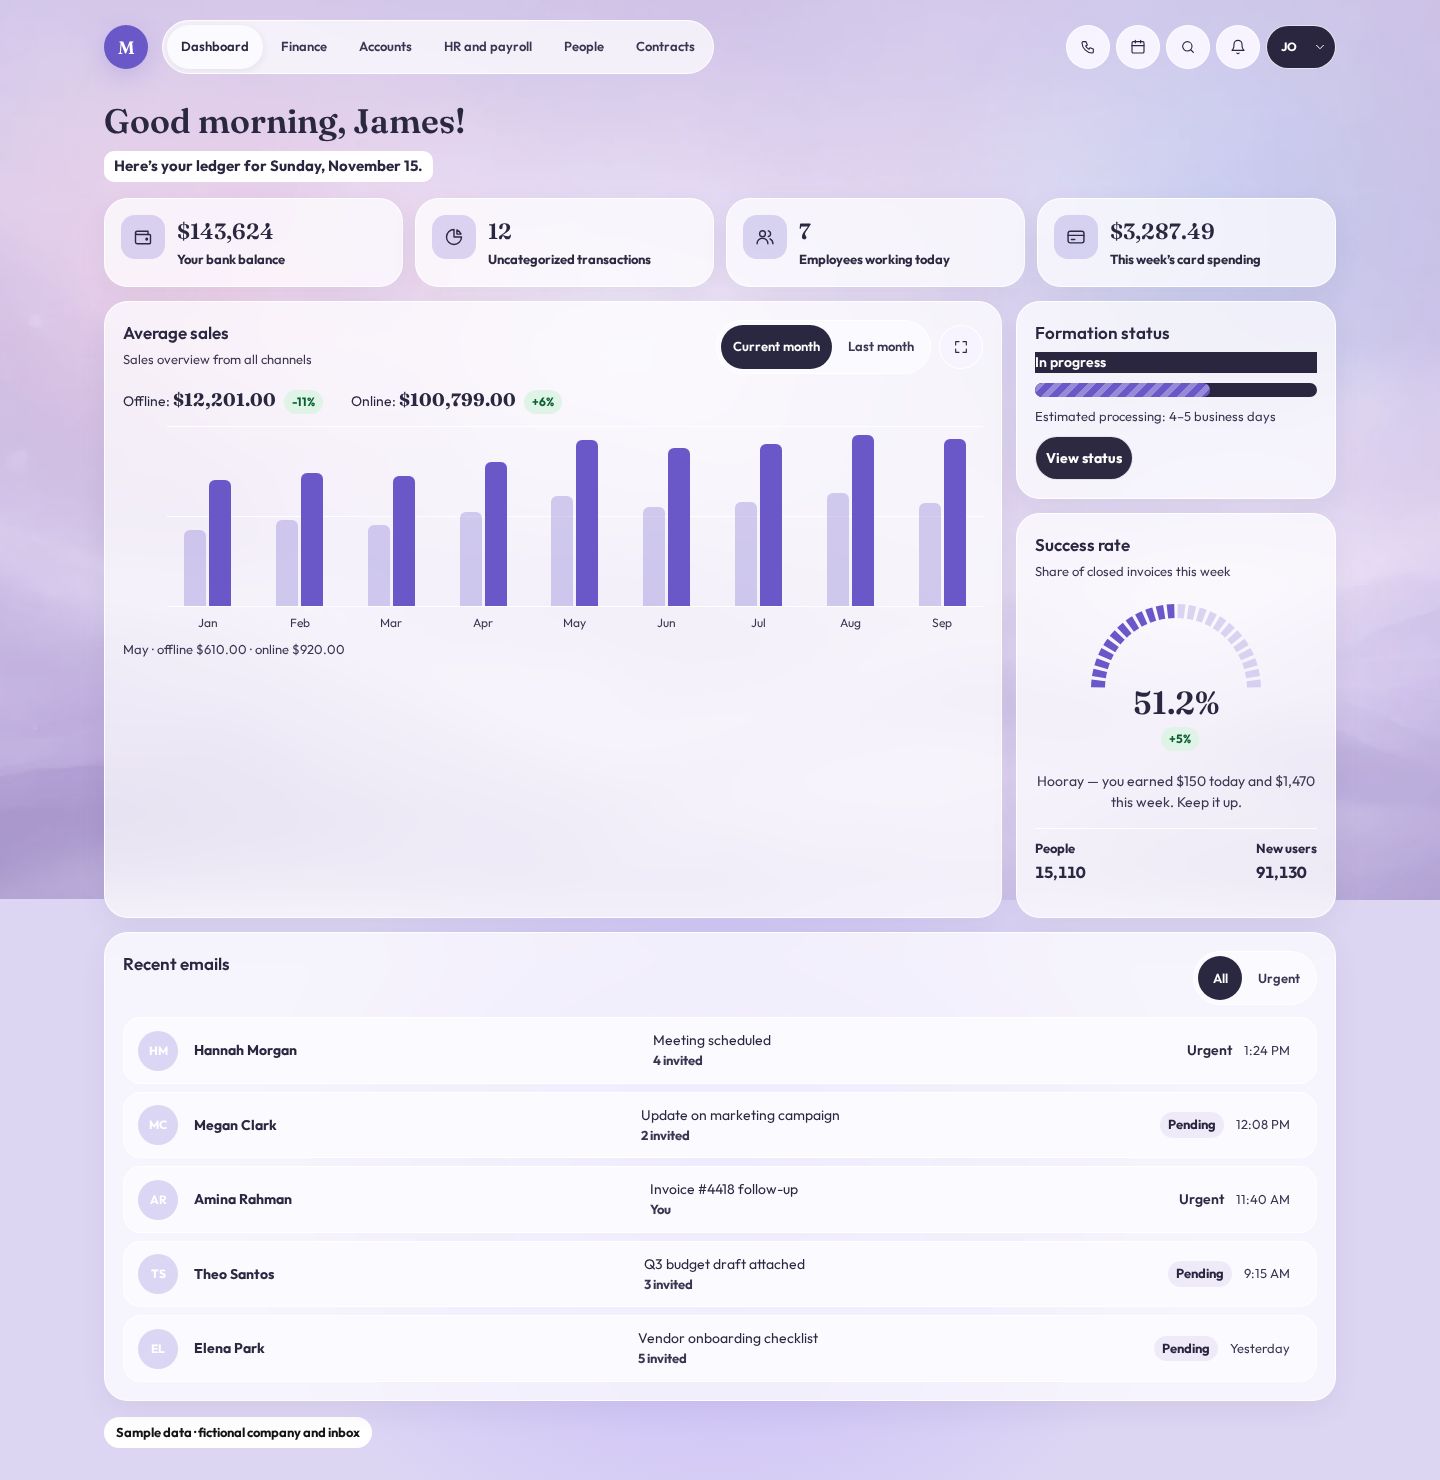 M
Dashboard
Finance
Accounts
HR and payroll
People
Contracts
JO
Good morning, James!
Here's your ledger for Sunday, November 15.
$143,624
Your bank balance
12
Uncategorized transactions
7
Employees working today
$3,287.49
This week's card spending
Average sales
Sales overview from all channels
Current month
Last month
Offline: $12,201.00 -11%
Online: $100,799.00 +6%
Jan
Feb
Mar
Apr
May
Jun
Jul
Aug
Sep
May · offline $610.00 · online $920.00
Formation status
In progress
Estimated processing: 4–5 business days
View status
Success rate
Share of closed invoices this week
51.2%
+5%
Hooray — you earned $150 today and $1,470
this week. Keep it up.
People
15,110
New users
91,130
Recent emails
All
Urgent
HM
Hannah Morgan
Meeting scheduled
4 invited
Urgent
1:24 PM
MC
Megan Clark
Update on marketing campaign
2 invited
Pending
12:08 PM
AR
Amina Rahman
Invoice #4418 follow-up
You
Urgent
11:40 AM
TS
Theo Santos
Q3 budget draft attached
3 invited
Pending
9:15 AM
EL
Elena Park
Vendor onboarding checklist
5 invited
Pending
Yesterday
Sample data · fictional company and inbox